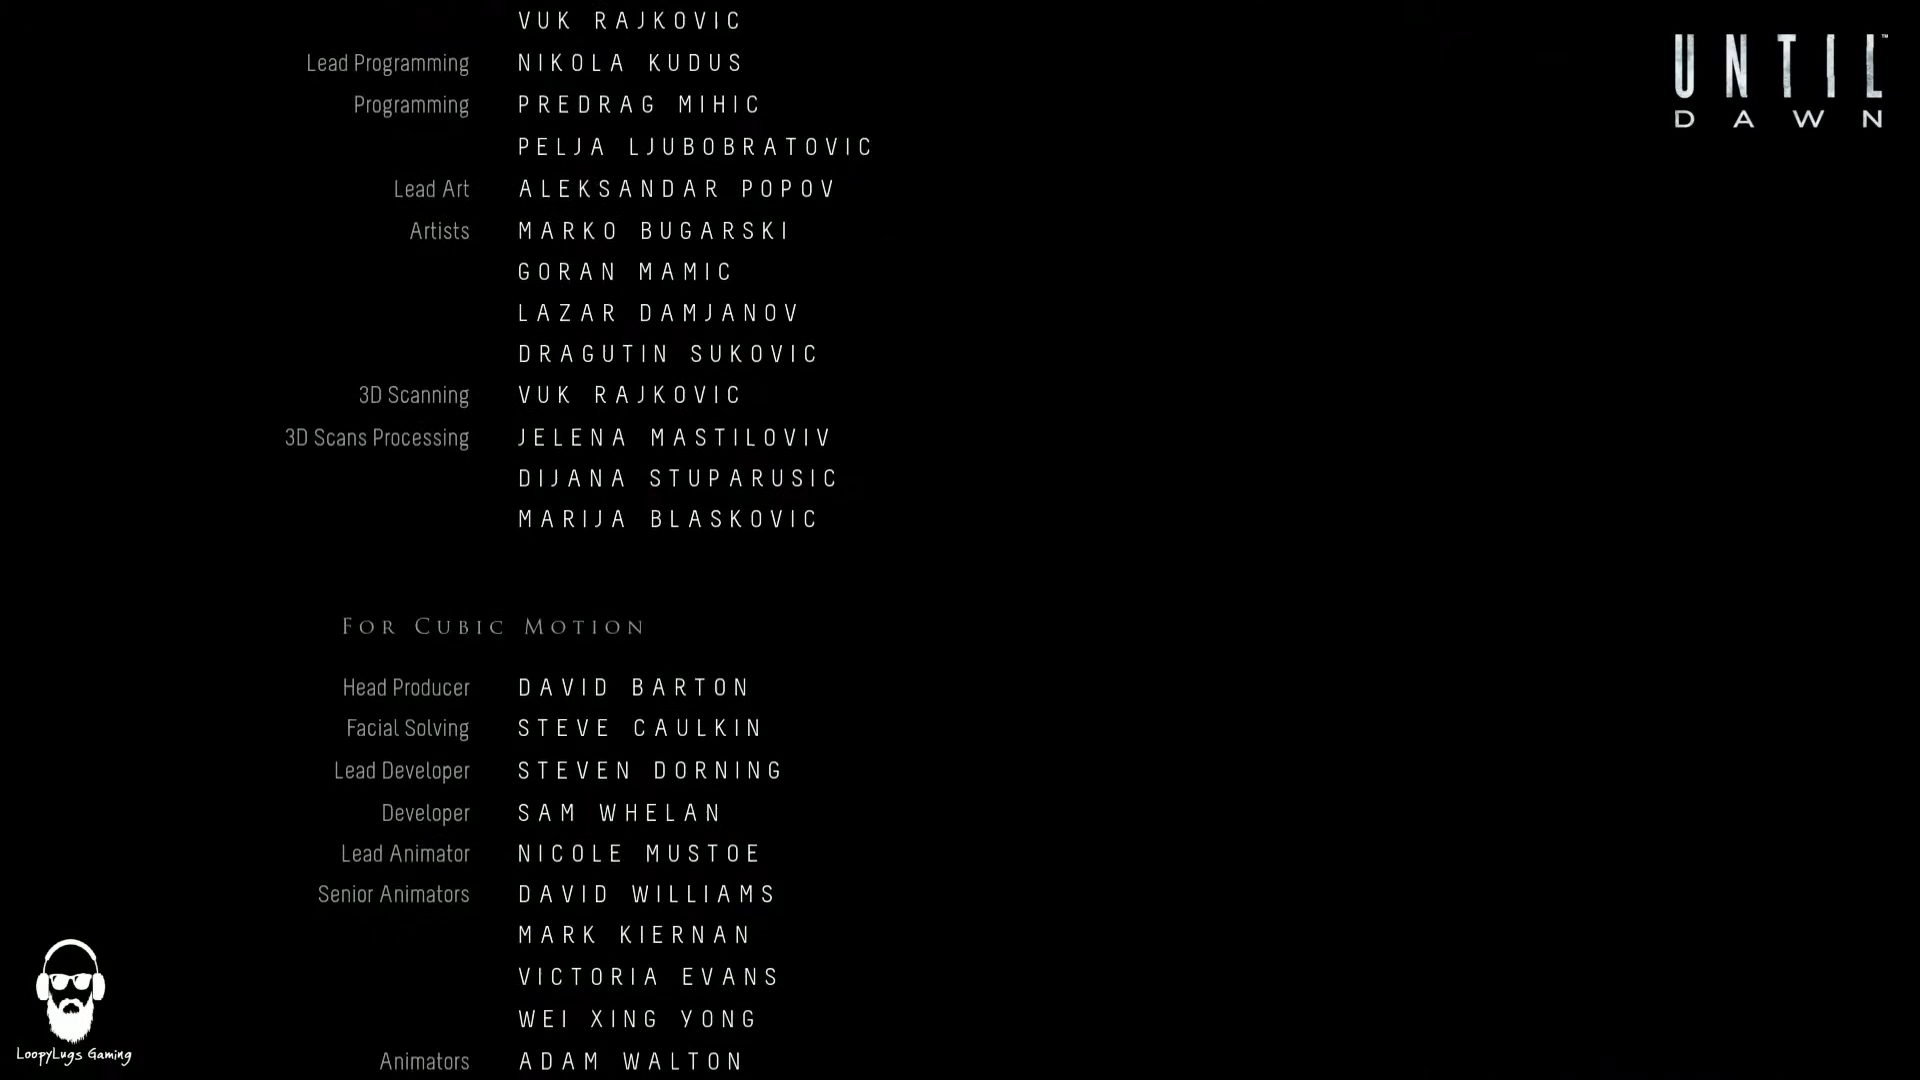 VUK RAJKOVIC
Lead Programming NIKOLA KUDUS
Programming PREDRAG MIHIC
PELJA LJUBOBRATOVIC
Lead Art ALEKSANDAR POPOV
Artists MARKO BUGARSKI
GORAN MAMIC
LAZAR DAMJANOV
DRAGUTIN SUKOVIC
3D Scanning VUK RAJKOVIC
3D Scans Processing JELENA MASTILOVIV
DIJANA STUPARUSIC
MARIJA BLASKOVIC
FOR CUBIC MOTION
Head Producer DAVID BARTON
Facial Solving STEVE CAULKIN
Lead Developer STEVEN DORNING
Developer SAM WHELAN
Lead Animator NICOLE MUSTOE
Senior Animators DAVID WILLIAMS
MARK KIERNAN
VICTORIA EVANS
WEI XING YONG
Animators ADAM WALTON
UNTIL™
DAWN
LoopyLugs Gaming